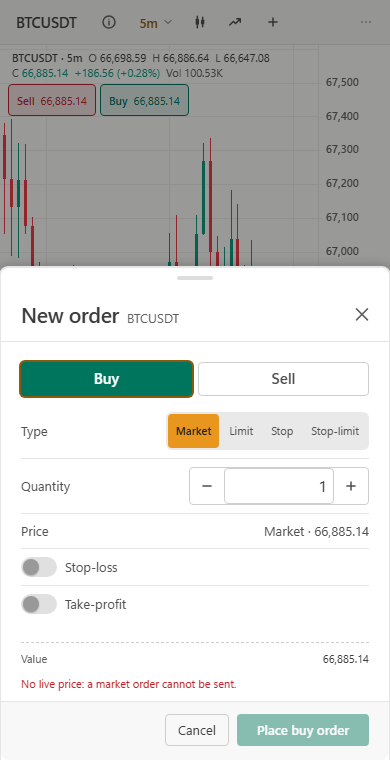 BTCUSDT 5m
BTCUSDT · 5m O 66,698.59 H 66,886.64 L 66,647.08
C 66,885.14 +186.56 (+0.28%) Vol 100.53K
Sell 66,885.14 Buy 66,885.14
67,500
67,400
67,300
67,200
67,100
67,000
New order BTCUSDT
Buy Sell
Type Market Limit Stop Stop-limit
Quantity − 1 +
Price Market · 66,885.14
Stop-loss
Take-profit
Value 66,885.14
No live price: a market order cannot be sent.
Cancel Place buy order